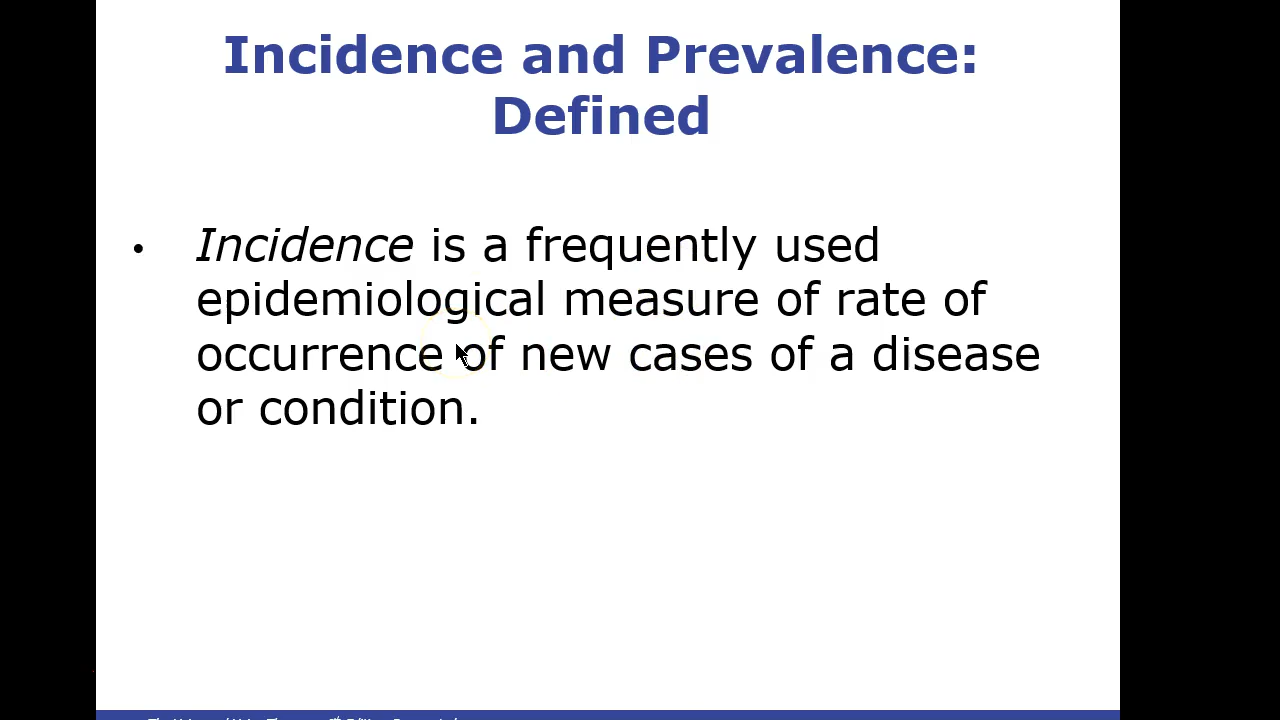 Incidence and Prevalence:
Defined
• Incidence is a frequently used
epidemiological measure of rate of
occurrence of new cases of a disease
or condition.